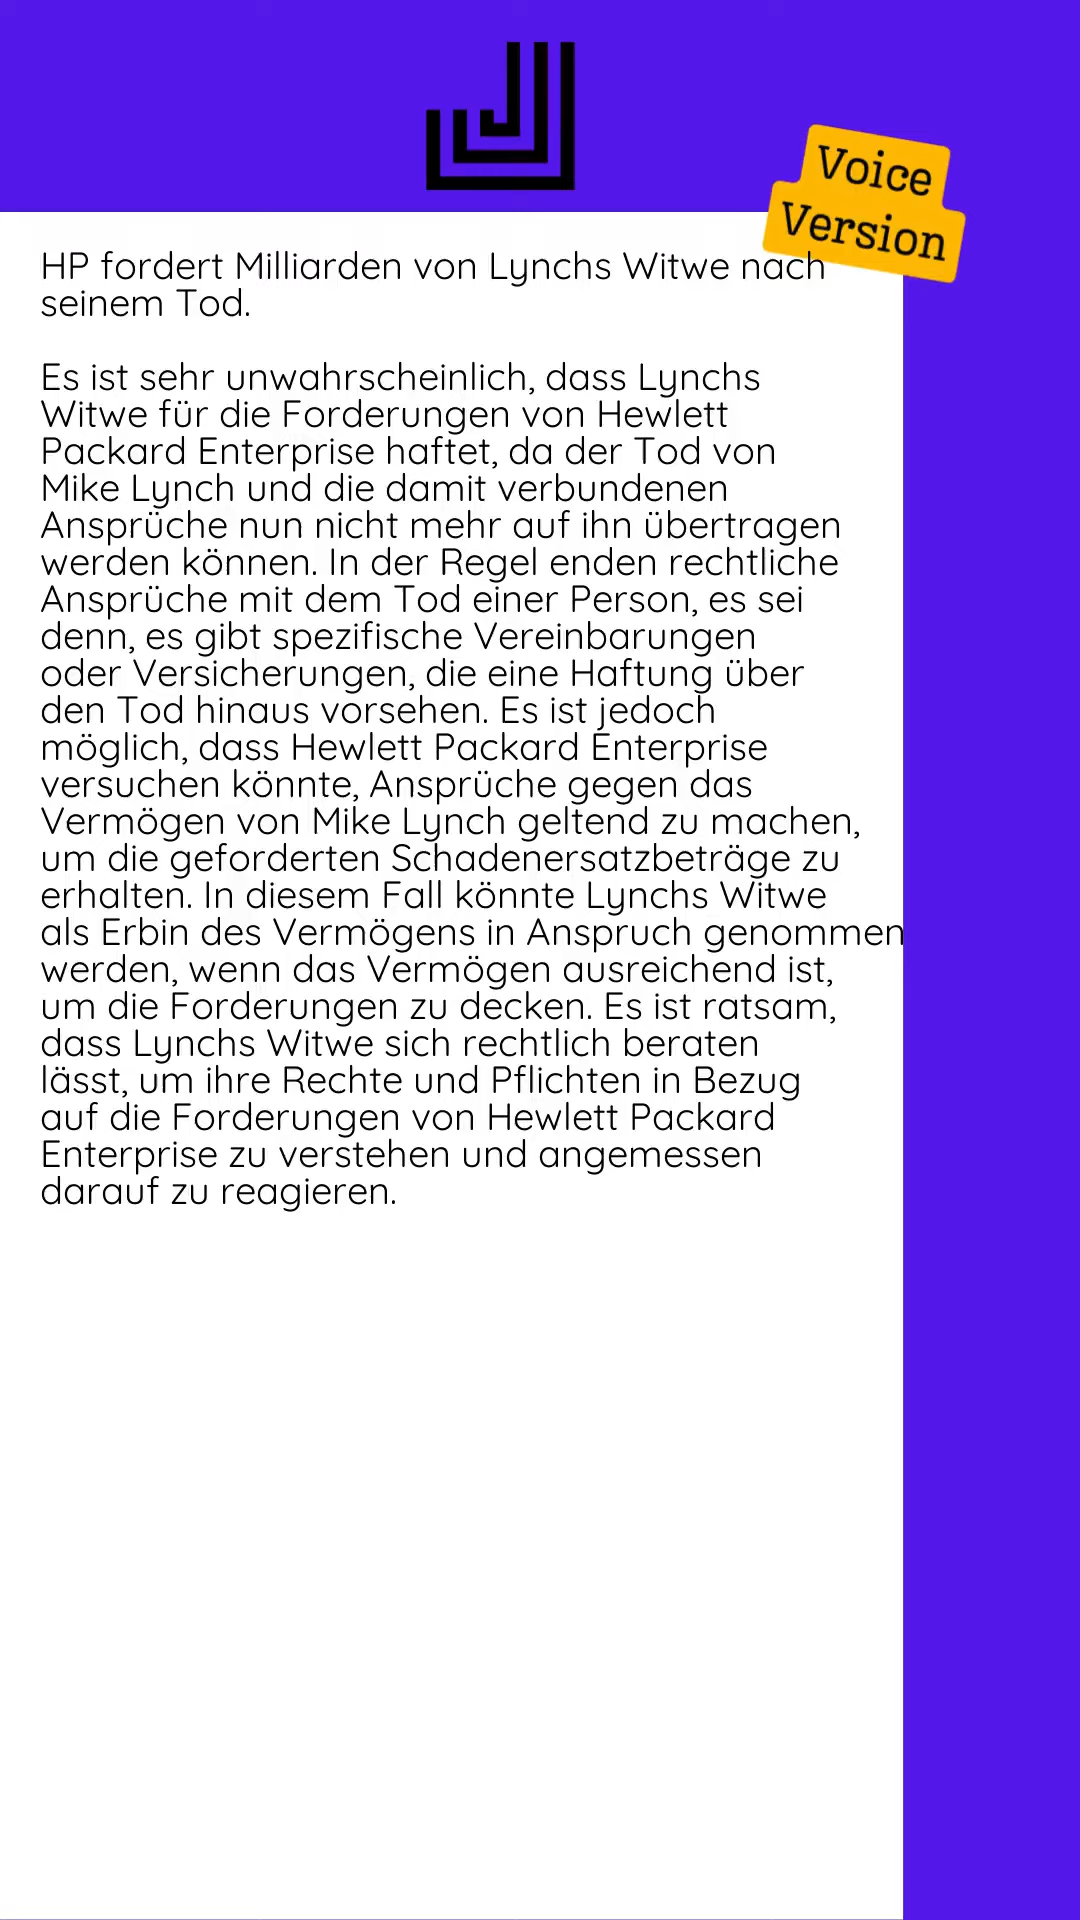 Voice
Version
HP fordert Milliarden von Lynchs Witwe nach
seinem Tod.
Es ist sehr unwahrscheinlich, dass Lynchs
Witwe für die Forderungen von Hewlett
Packard Enterprise haftet, da der Tod von
Mike Lynch und die damit verbundenen
Ansprüche nun nicht mehr auf ihn übertragen
werden können. In der Regel enden rechtliche
Ansprüche mit dem Tod einer Person, es sei
denn, es gibt spezifische Vereinbarungen
oder Versicherungen, die eine Haftung über
den Tod hinaus vorsehen. Es ist jedoch
möglich, dass Hewlett Packard Enterprise
versuchen könnte, Ansprüche gegen das
Vermögen von Mike Lynch geltend zu machen,
um die geforderten Schadenersatzbeträge zu
erhalten. In diesem Fall könnte Lynchs Witwe
als Erbin des Vermögens in Anspruch genommen
werden, wenn das Vermögen ausreichend ist,
um die Forderungen zu decken. Es ist ratsam,
dass Lynchs Witwe sich rechtlich beraten
lässt, um ihre Rechte und Pflichten in Bezug
auf die Forderungen von Hewlett Packard
Enterprise zu verstehen und angemessen
darauf zu reagieren.